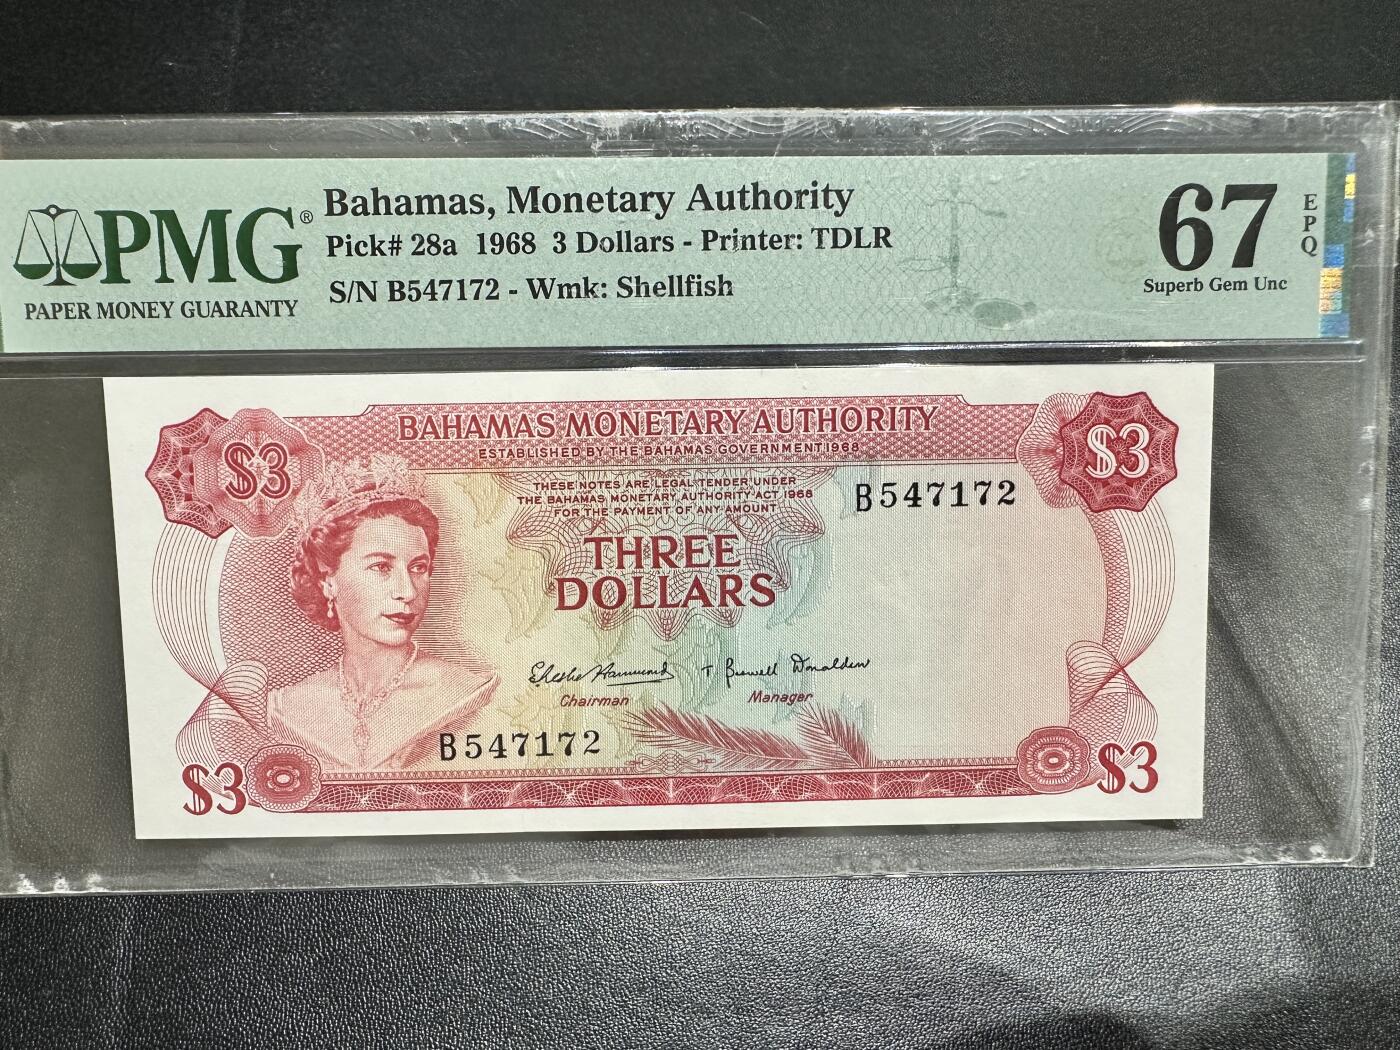 PMG®
PAPER MONEY GUARANTY
Bahamas, Monetary Authority
Pick# 28a 1968 3 Dollars - Printer: TDLR
S/N B547172 - Wmk: Shellfish
67
EPQ
Superb Gem Unc
$3
BAHAMAS MONETARY AUTHORITY
ESTABLISHED BY THE BAHAMAS GOVERNMENT 1968
$3
THESE NOTES ARE LEGAL TENDER UNDER
THE BAHAMAS MONETARY AUTHORITY ACT 1968
FOR THE PAYMENT OF ANY AMOUNT
B547172
THREE
DOLLARS
T. Boswell Donaldson
Chairman
Manager
B547172
$3
$3